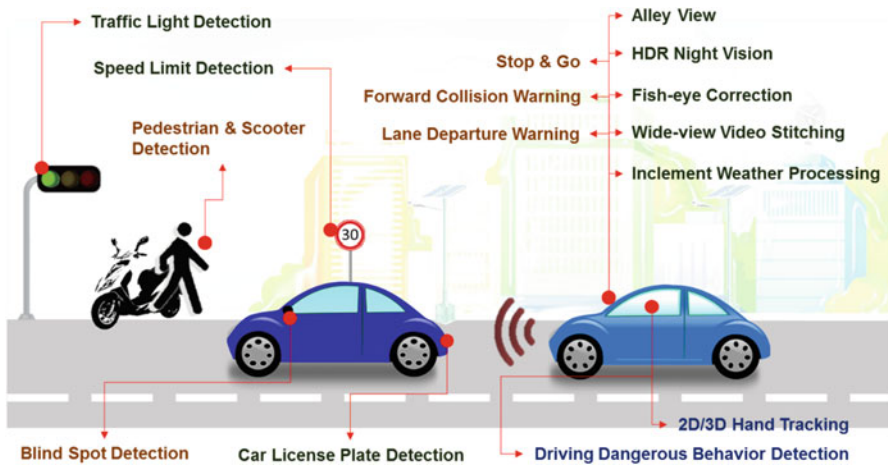 Traffic Light Detection
Speed Limit Detection
Pedestrian & Scooter
Detection
Stop & Go
Forward Collision Warning
Lane Departure Warning
Alley View
HDR Night Vision
Fish-eye Correction
Wide-view Video Stitching
Inclement Weather Processing
30
2D/3D Hand Tracking
Blind Spot Detection
Car License Plate Detection
Driving Dangerous Behavior Detection